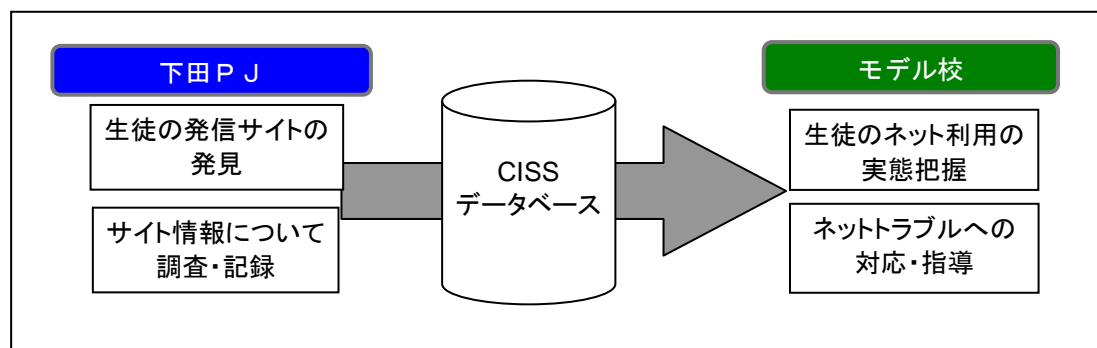 下田ＰＪ
生徒の発信サイトの
発見
サイト情報について
調査・記録
CISS
データベース
モデル校
生徒のネット利用の
実態把握
ネットトラブルへの
対応・指導